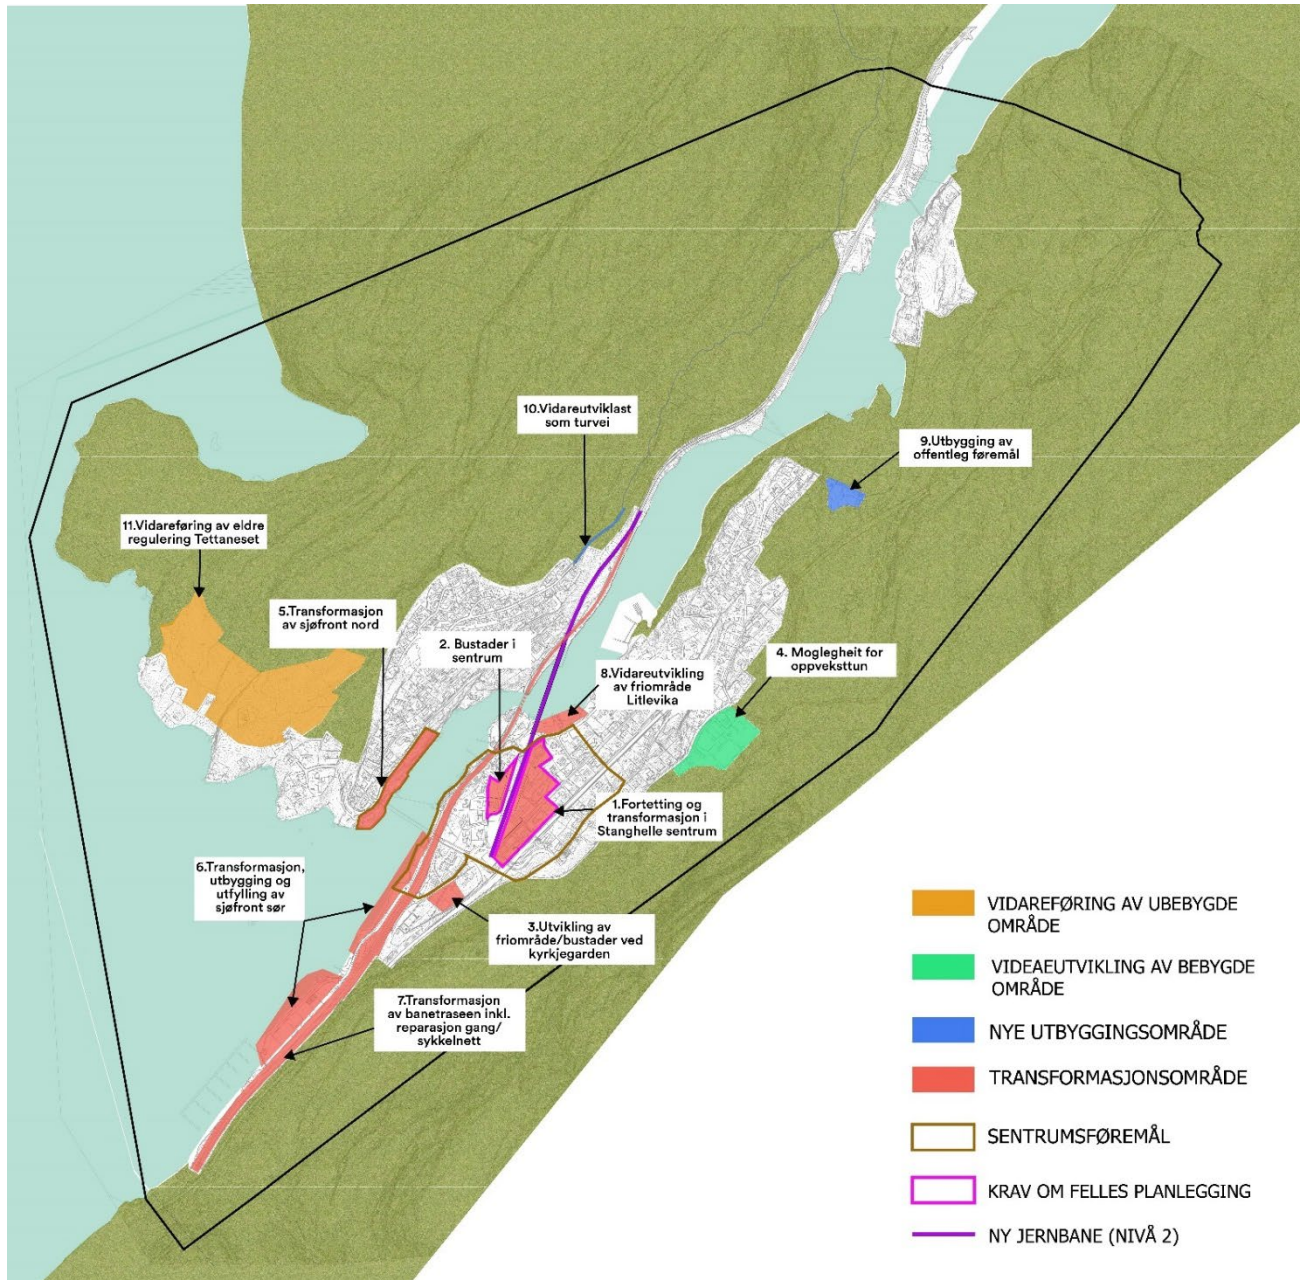 10.Vidareutviklast
som turvei
9.Utbygging av
offentleg føremål
11.Vidareføring av eldre
regulering Tettaneset
5.Transformasjon
av sjøfront nord
2. Bustader i
sentrum
8.Vidareutvikling
av friområde
Litlevika
4. Moglegheit for
oppveksttun
1.Fortetting og
transformasjon i
Stanghelle sentrum
6.Transformasjon,
utbygging og
utfylling av
sjøfront sør
3.Utvikling av
friområde/bustader ved
kyrkjegarden
7.Transformasjon
av banetraseen inkl.
reparasjon gang/
sykkelnett
VIDAREFØRING AV UBEBYGDE
OMRÅDE
VIDEAEUTVIKLING AV BEBYGDE
OMRÅDE
NYE UTBYGGINGSOMRÅDE
TRANSFORMASJONSOMRÅDE
SENTRUMSFØREMÅL
KRAV OM FELLES PLANLEGGING
NY JERNBANE (NIVÅ 2)